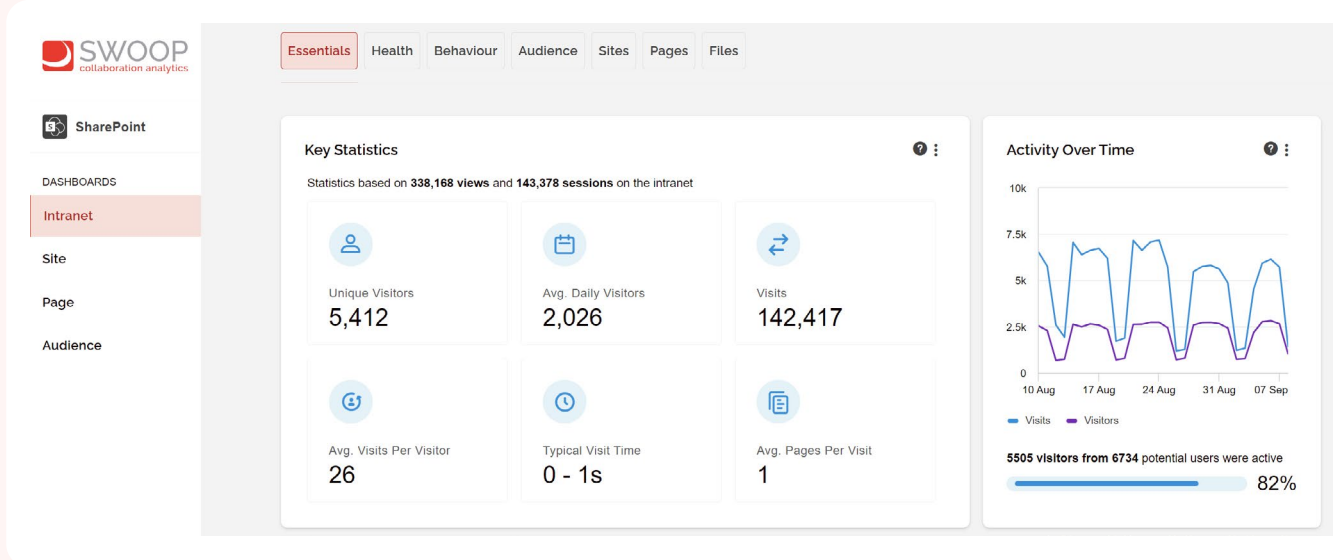 SWOOP
collaboration analytics
Essentials
Health
Behaviour
Audience
Sites
Pages
Files
SharePoint
DASHBOARDS
Intranet
Site
Page
Audience
Key Statistics
Statistics based on 338,168 views and 143,378 sessions on the intranet
Unique Visitors
5,412
Avg. Daily Visitors
2,026
Visits
142,417
Avg. Visits Per Visitor
26
Typical Visit Time
0 - 1s
Avg. Pages Per Visit
1
Activity Over Time
10k
7.5k
5k
2.5k
0
10 Aug 17 Aug 24 Aug 31 Aug 07 Sep
Visits Visitors
5505 visitors from 6734 potential users were active
82%